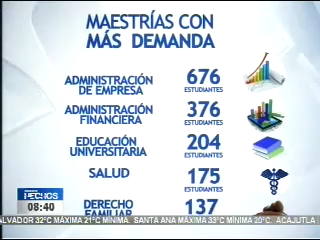 MAESTRÍAS CON
MÁS DEMANDA
ADMINISTRACIÓN
DE EMPRESA
676
ESTUDIANTES
ADMINISTRACIÓN
FINANCIERA
376
ESTUDIANTES
EDUCACIÓN
UNIVERSITARIA
204
ESTUDIANTES
SALUD
175
ESTUDIANTES
DERECHO
FAMILIAR
137
HECHOS
08:40
ALVADOR 32°C MÁXIMA 21°C MÍNIMA. SANTA ANA MÁXIMA 33°C MÍNIMA 20°C. ACAJUTLA